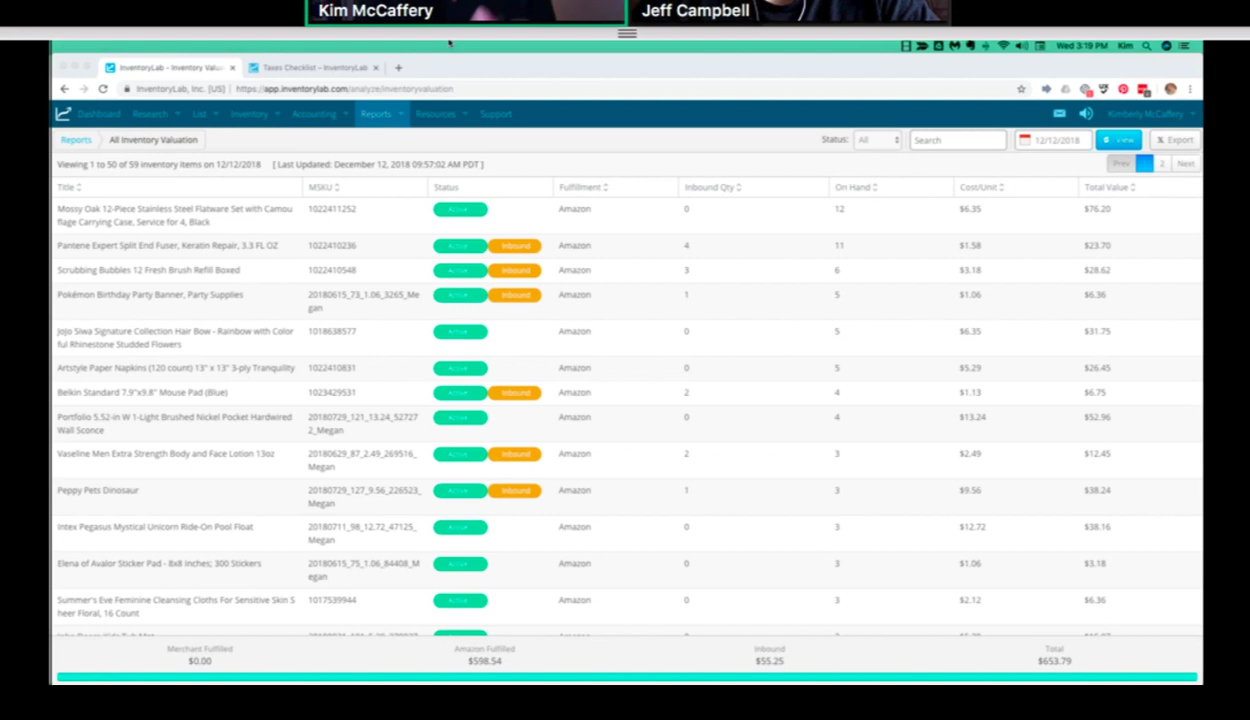 Kim McCaffery
Jeff Campbell
Wed 3:19 PM Kim
InventoryLab - Inventory Valu
Taxes Checklist – InventoryLab
InventoryLab, Inc. [US] https://app.inventorylab.com/analyze/inventoryvaluation
Dashboard Research List Inventory Accounting Reports Resources Support
Kimberly McCaffery
Reports All Inventory Valuation
Status: All Search 12/12/2018 View X Export
Viewing 1 to 50 of 59 inventory items on 12/12/2018 [ Last Updated: December 12, 2018 09:57:02 AM PDT ]
Prev 2 Next
Title MSKU Status Fulfillment Inbound Qty On Hand Cost/Unit Total Value
Mossy Oak 12-Piece Stainless Steel Flatware Set with Camou 1022411252 Active Amazon 0 12 $6.35 $76.20
flage Carrying Case, Service for 4, Black
Pantene Expert Split End Fuser, Keratin Repair, 3.3 FL OZ 1022410236 Active Inbound Amazon 4 11 $1.58 $23.70
Scrubbing Bubbles 12 Fresh Brush Refill Boxed 1022410548 Active Inbound Amazon 3 6 $3.18 $28.62
Pokémon Birthday Party Banner, Party Supplies 20180615_73_1.06_3265_Me Active Inbound Amazon 1 5 $1.06 $6.36
gan
JoJo Siwa Signature Collection Hair Bow - Rainbow with Color 1018638577 Active Amazon 0 5 $6.35 $31.75
ful Rhinestone Studded Flowers
Artstyle Paper Napkins (120 count) 13" x 13" 3-ply Tranquility 1022410831 Active Amazon 0 5 $5.29 $26.45
Belkin Standard 7.9"x9.8" Mouse Pad (Blue) 1023429531 Active Inbound Amazon 2 4 $1.13 $6.75
Portfolio 5.52-in W 1-Light Brushed Nickel Pocket Hardwired 20180729_121_13.24_52727 Active Amazon 0 4 $13.24 $52.96
Wall Sconce 2_Megan
Vaseline Men Extra Strength Body and Face Lotion 13oz 20180629_87_2.49_269516_ Active Inbound Amazon 2 3 $2.49 $12.45
Megan
Peppy Pets Dinosaur 20180729_127_9.56_226523_ Active Inbound Amazon 1 3 $9.56 $38.24
Megan
Intex Pegasus Mystical Unicorn Ride-On Pool Float 20180711_98_12.72_47125_ Active Amazon 0 3 $12.72 $38.16
Megan
Elena of Avalor Sticker Pad - 8x8 Inches; 300 Stickers 20180615_75_1.06_84408_M Active Amazon 0 3 $1.06 $3.18
egan
Summer's Eve Feminine Cleansing Cloths For Sensitive Skin S 1017539944 Active Amazon 0 3 $2.12 $6.36
heer Floral, 16 Count
Merchant Fulfilled Amazon Fulfilled Inbound Total
$0.00 $598.54 $55.25 $653.79